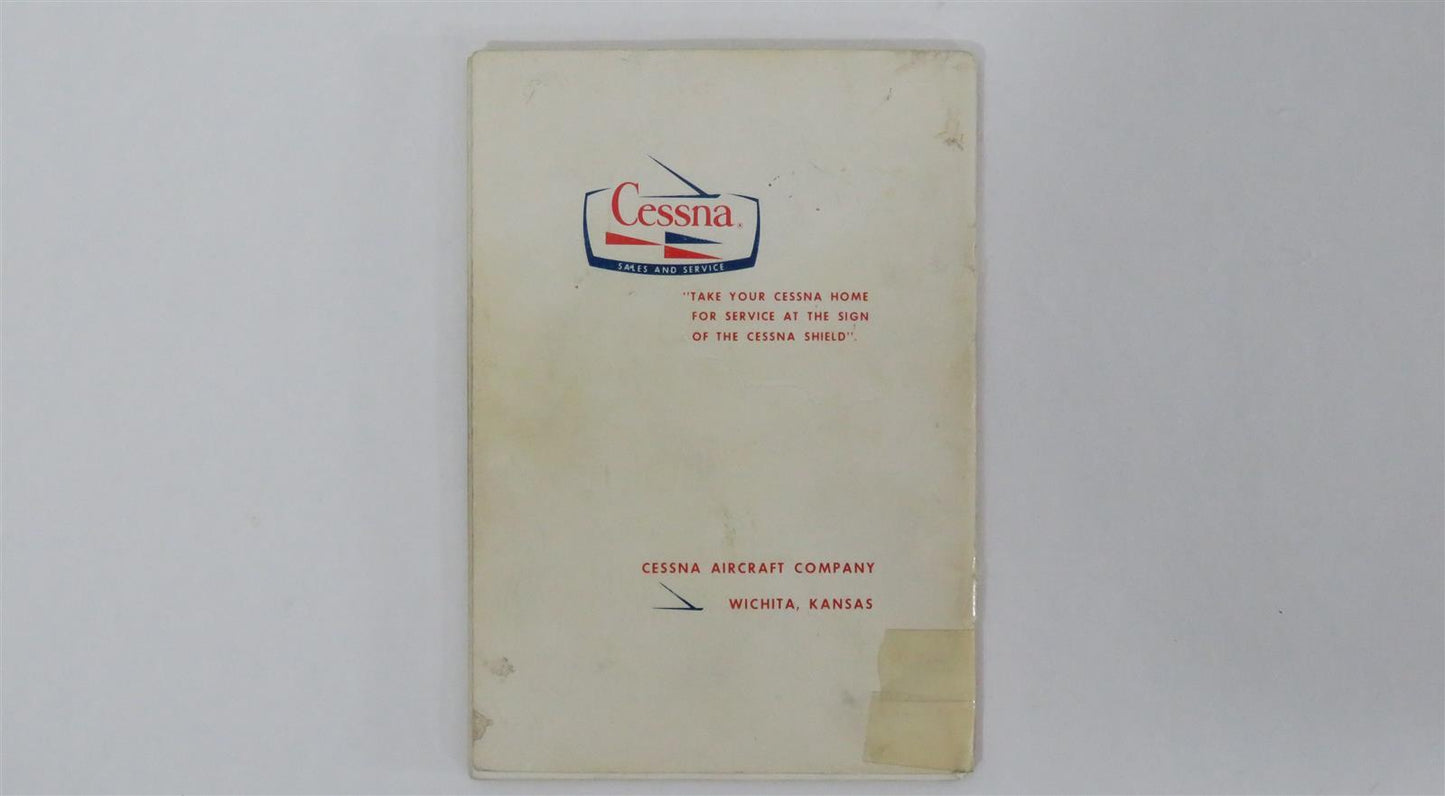 Cessna®
SALES AND SERVICE
"TAKE YOUR CESSNA HOME
FOR SERVICE AT THE SIGN
OF THE CESSNA SHIELD".
CESSNA AIRCRAFT COMPANY
WICHITA, KANSAS